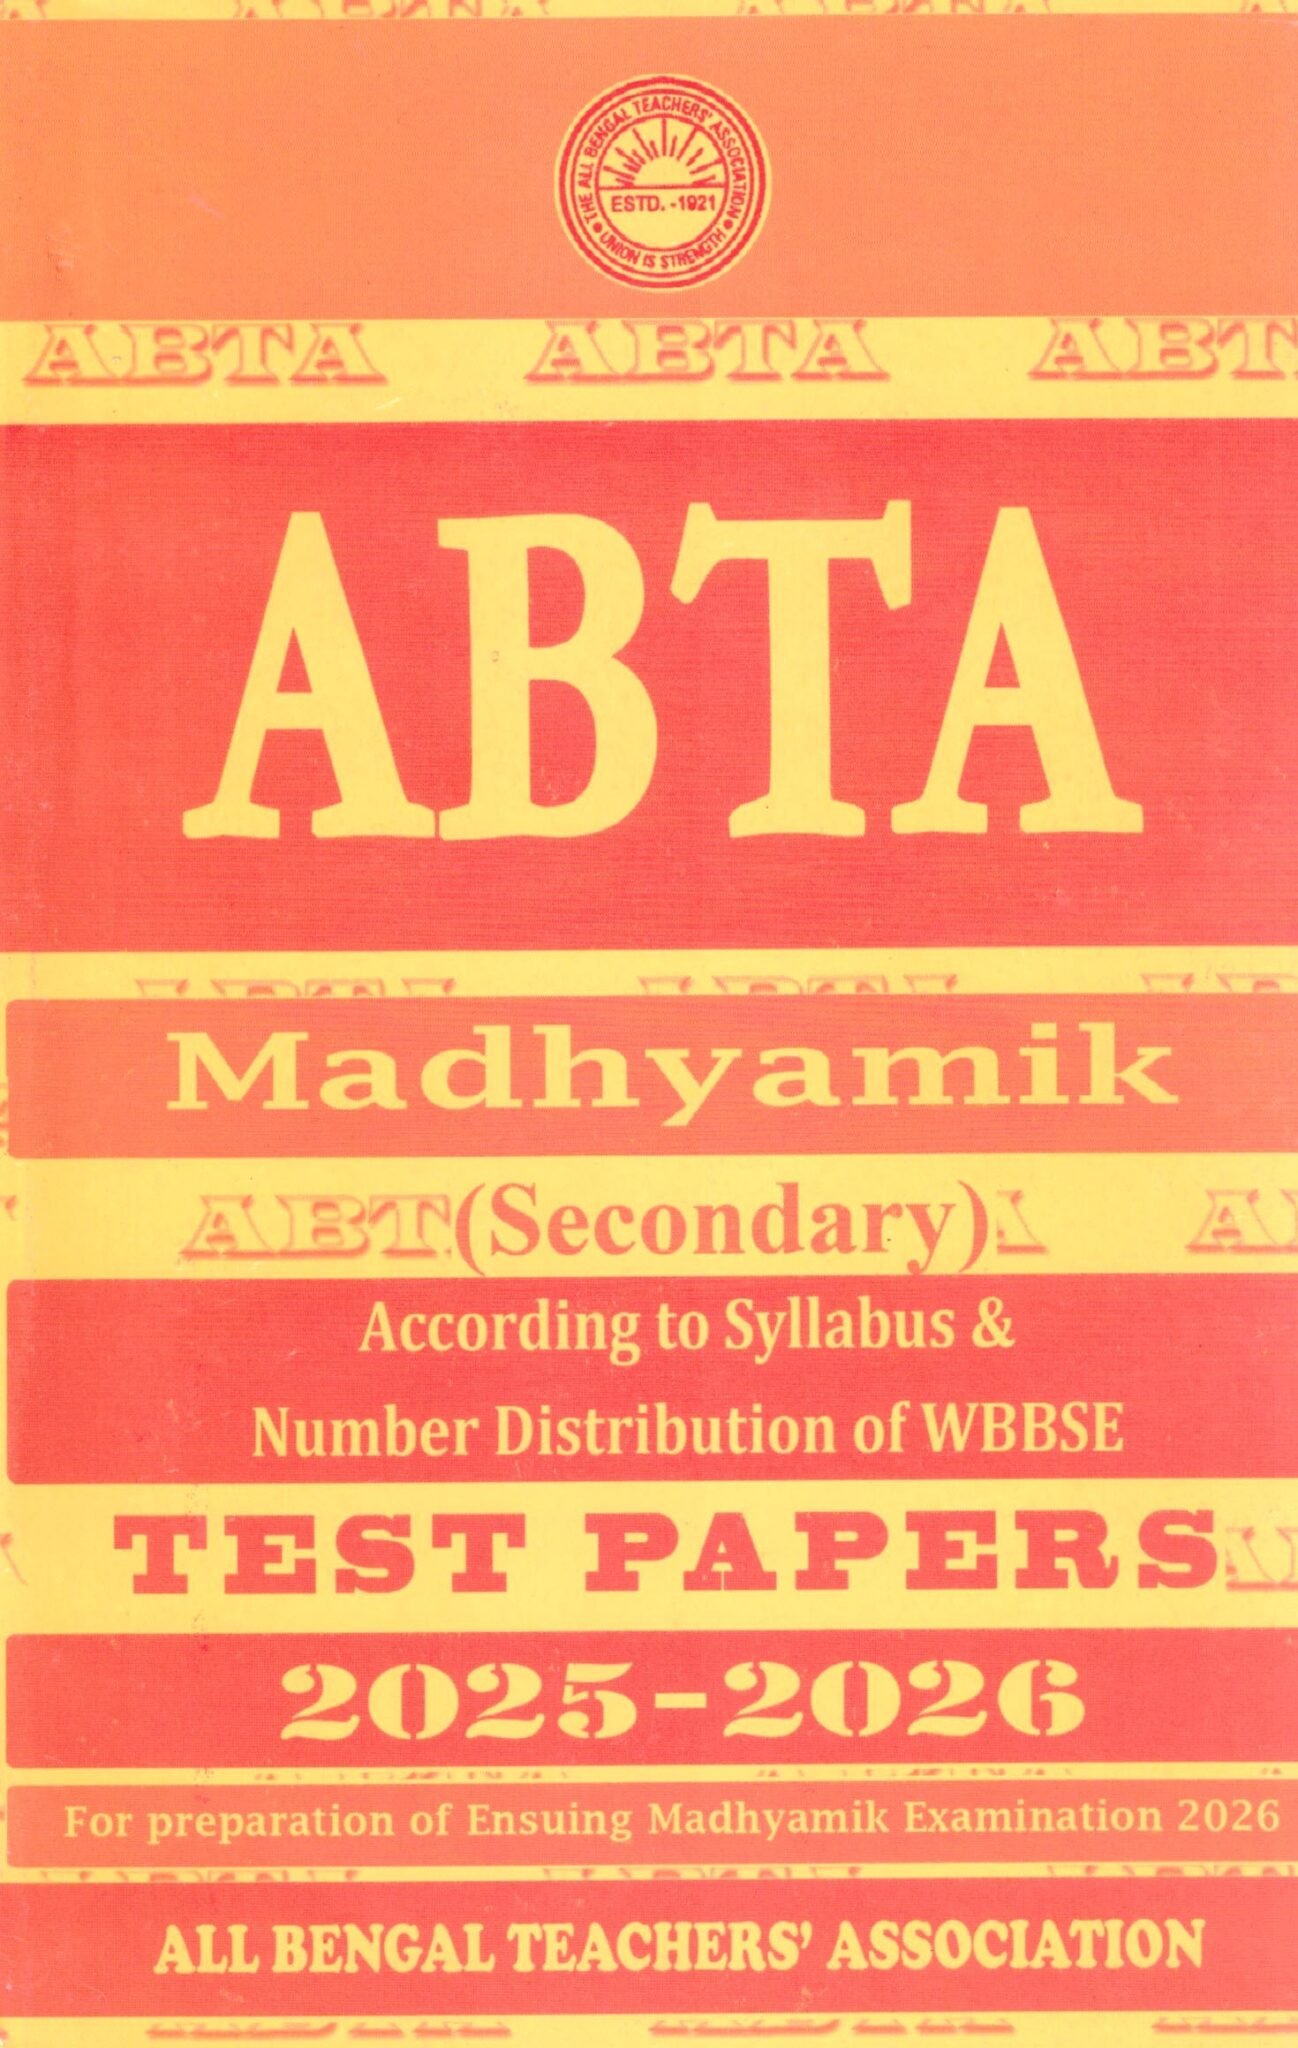 THE ALL BENGAL TEACHERS' ASSOCIATION
ESTD. -1921
UNION IS STRENGTH
ABTA ABTA ABT
ABTA
Madhyamik
(Secondary)
According to Syllabus &
Number Distribution of WBBSE
TEST PAPERS
2025-2026
For preparation of Ensuing Madhyamik Examination 2026
ALL BENGAL TEACHERS' ASSOCIATION